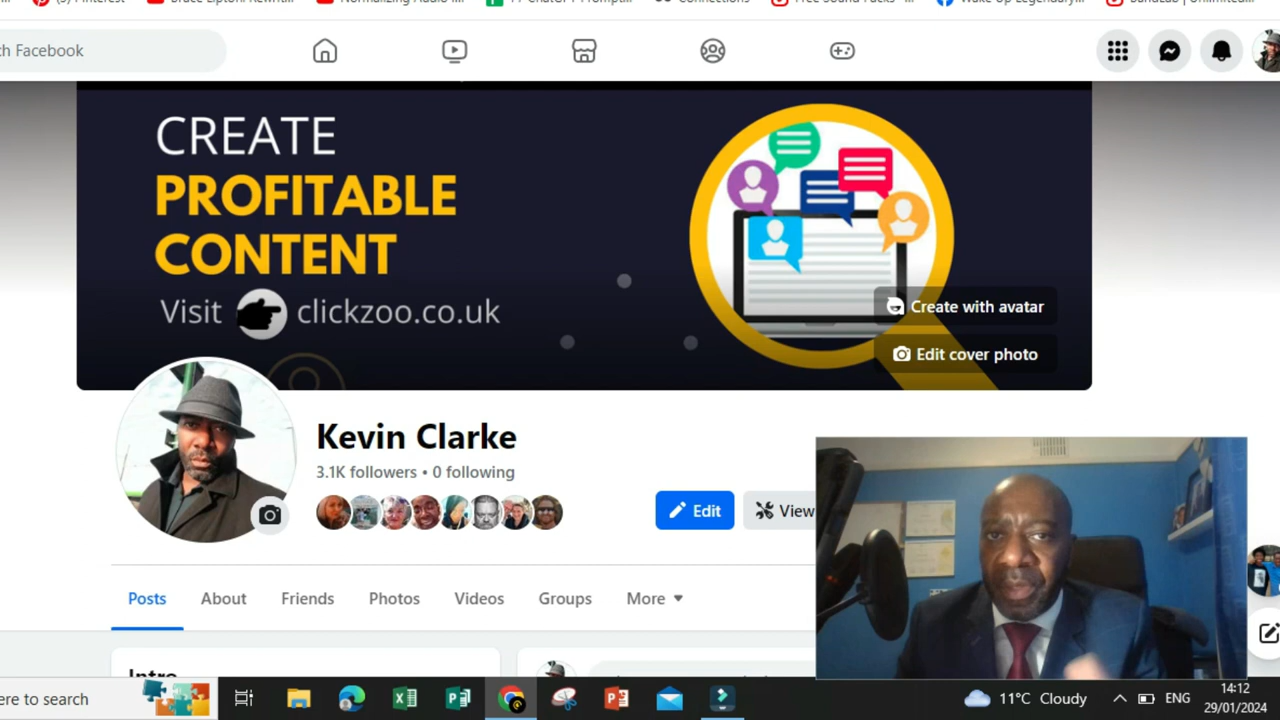 Pinterest
h Facebook
CREATE
PROFITABLE
CONTENT
Visit clickzoo.co.uk
Create with avatar
Edit cover photo
Kevin Clarke
3.1K followers • 0 following
Edit
View
Posts
About
Friends
Photos
Videos
Groups
More
Intro
ere to search
11°C Cloudy
ENG
14:12
29/01/2024